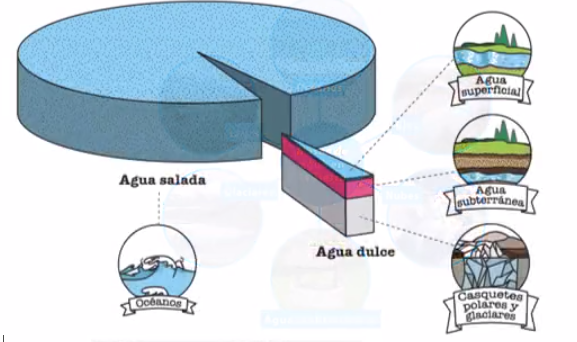 Agua
superficial
Agua
subterránea
Agua salada
Agua dulce
Océanos
Casquetes
polares y
glaciares